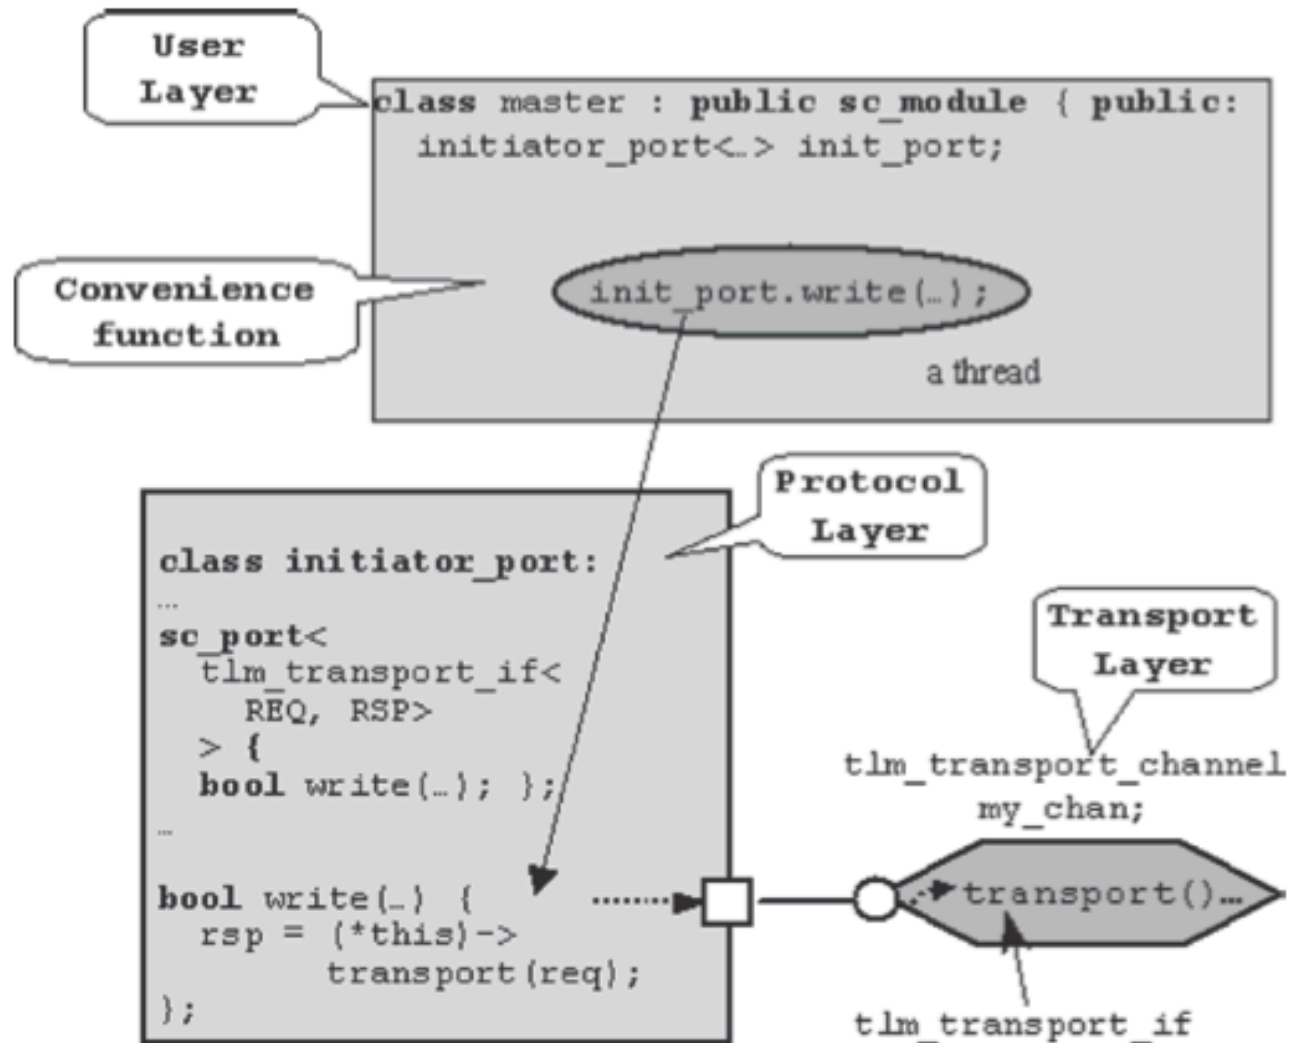 User
Layer
class master : public sc_module { public:
initiator_port<…> init_port;
Convenience
function
init_port.write(…);
a thread
Protocol
Layer
class initiator_port:
…
sc_port<
tlm_transport_if<
REQ, RSP>
> {
bool write(…); };
…
Transport
Layer
tlm_transport_channel
my_chan;
bool write(…) {
rsp = (*this)->
transport(req);
};
transport()…
tlm_transport_if